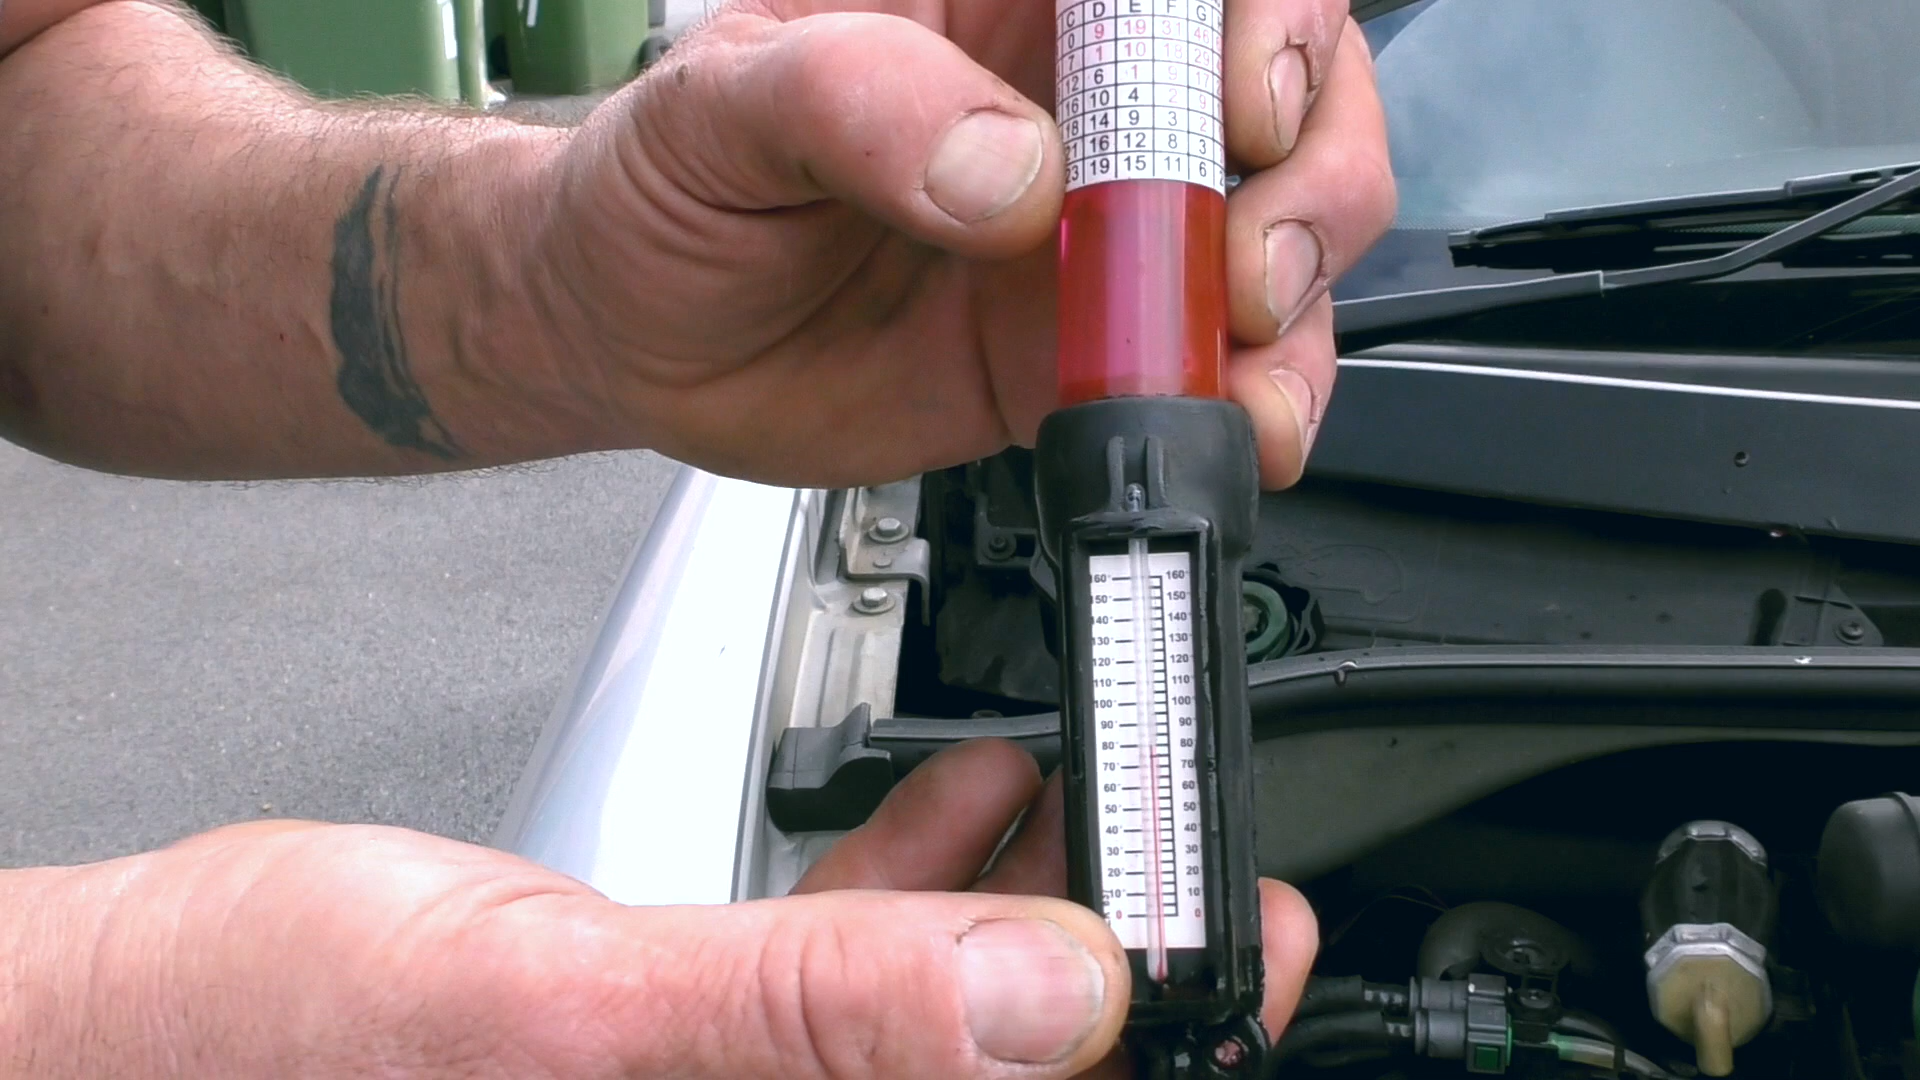 C D E F G
0 9 19 31 46
7 1 10 18 29
12 6 1 9 17
16 10 4 2 9
18 14 9 3 2
21 16 12 8 3
23 19 15 11 6 2
160° 160°
150° 150°
140° 140°
130° 130°
120° 120°
110° 110°
100° 100°
90° 90°
80° 80°
70° 70°
60° 60°
50° 50°
40° 40°
30° 30°
20° 20°
10° 10
0 0